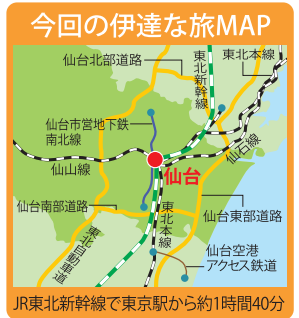 今回の伊達な旅MAP
仙台北部道路
東北新幹線
東北本線
仙台市営地下鉄
南北線
仙石線
仙山線
仙台
仙台南部道路
東北本線
仙台東部道路
東北自動車道
仙台空港
アクセス鉄道
JR東北新幹線で東京駅から約1時間40分